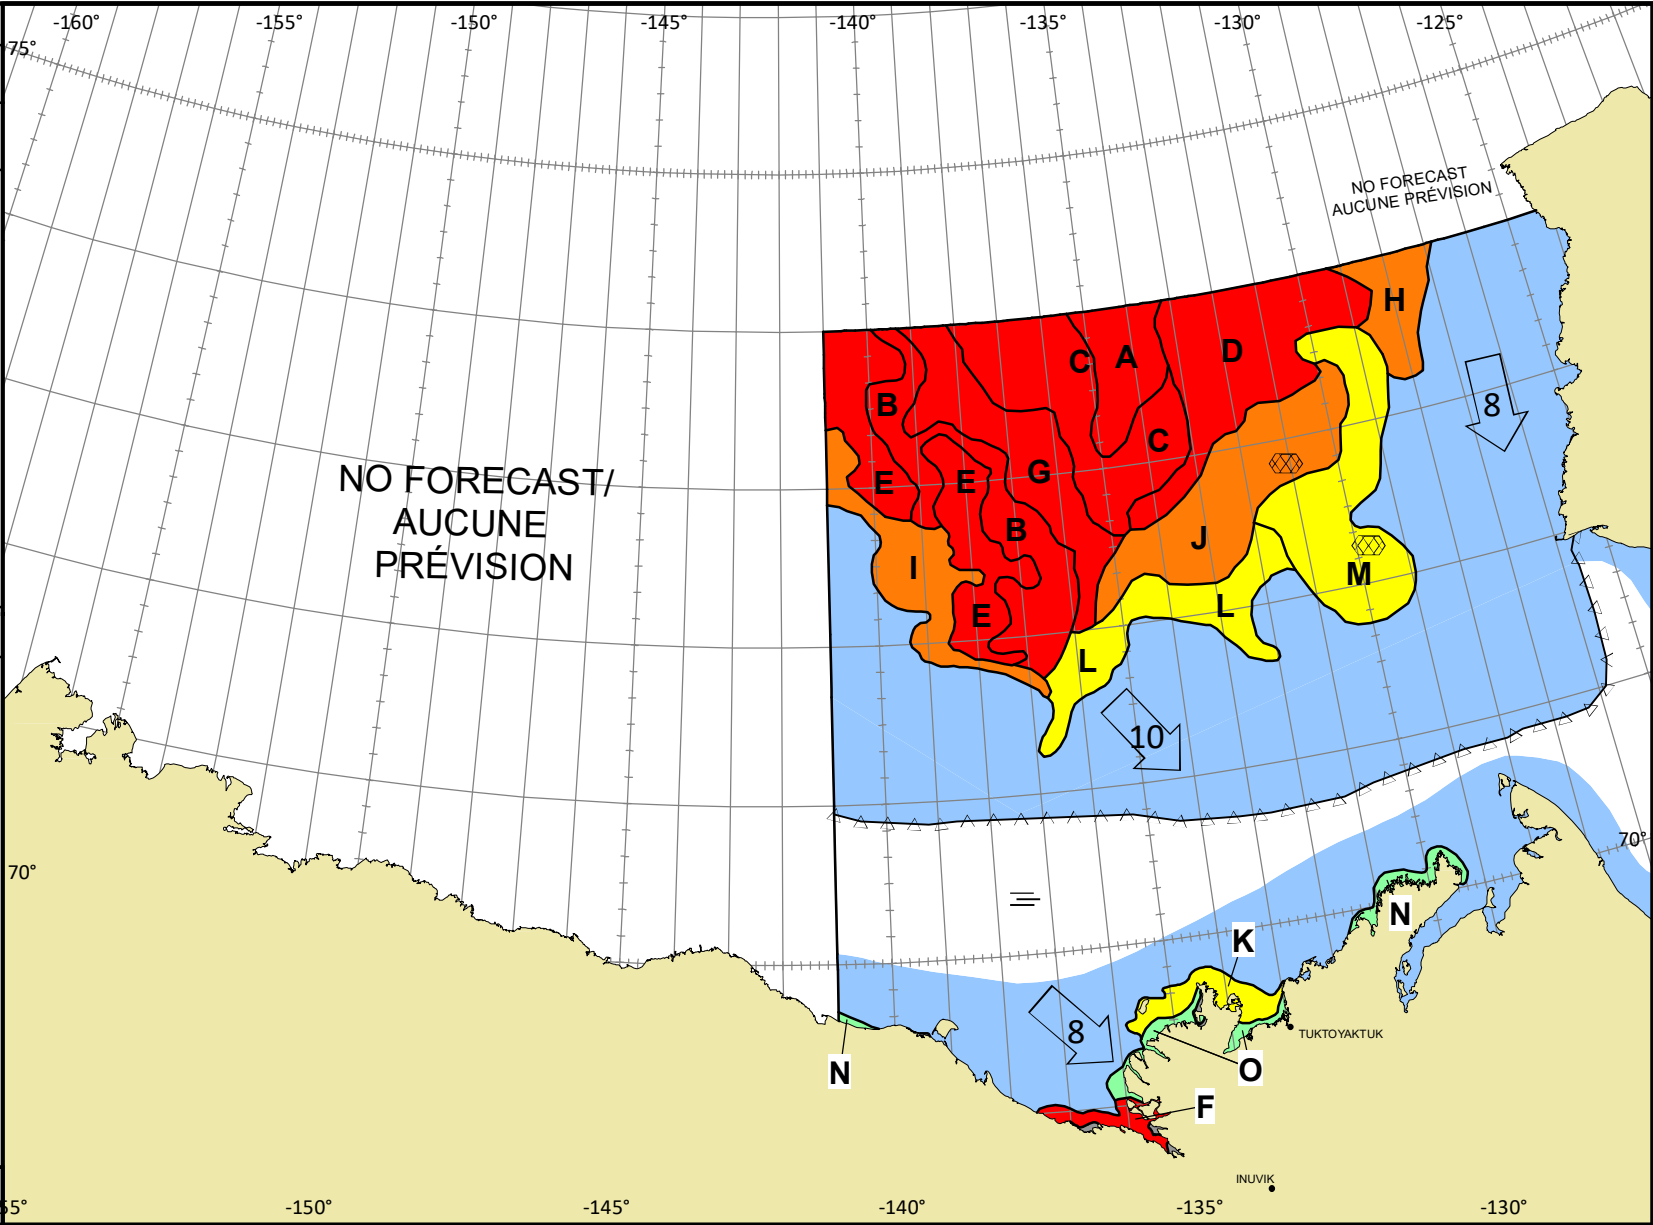 -160° -155° -150° -145° -140° -135° -130° -125°
75°
NO FORECAST
AUCUNE PRÉVISION
H
C A D
B
8
C
E E G
NO FORECAST/
AUCUNE
PRÉVISION
B
J
I
M
L
E
L
10
70°
70°
N
K
8
TUKTOYAKTUK
N
O
F
INUVIK
55° -150° -145° -140° -135° -130°